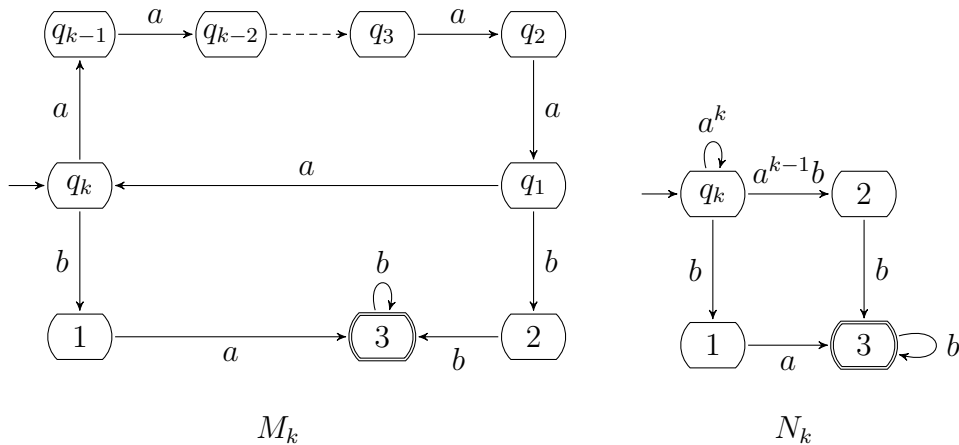 a a
q_{k−1} q_{k−2} q_3 q_2
a a
a^k
a
q_k q_1 q_k a^{k−1}b 2
b b b b b
1 3 2 1 3 b
a b a
M_k N_k